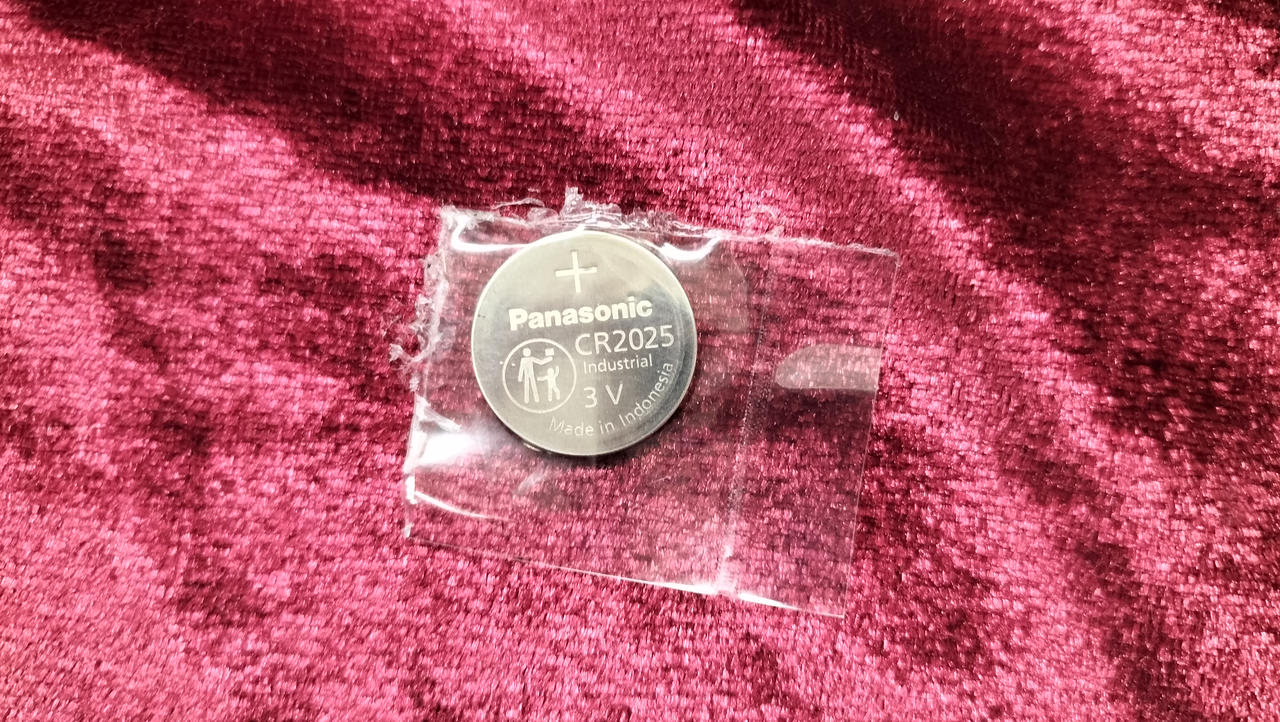 +
Panasonic
CR2025
Industrial
3 V
Made in Indonesia